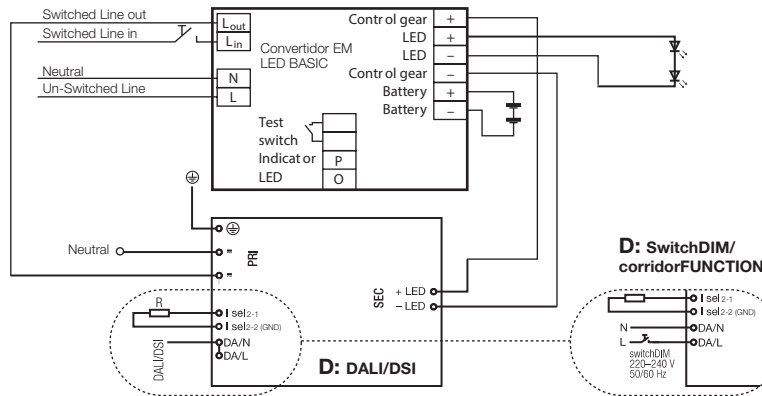 Switched Line out
Switched Line in
Neutral
Un-Switched Line
Lout
Lin
N
L
Convertidor EM
LED BASIC
Control gear +
LED +
LED –
Control gear –
Battery +
Battery –
Test
switch
Indicator P
LED O
Neutral
=
=
PRI
SEC
+ LED
– LED
R
I sel2-1
I sel2-2 (GND)
DA/N
DA/L
DALI/DSI
D: DALI/DSI
D: SwitchDIM/
corridorFUNCTION
I sel2-1
I sel2-2 (GND)
N DA/N
L DA/L
switchDIM
220–240 V
50/60 Hz